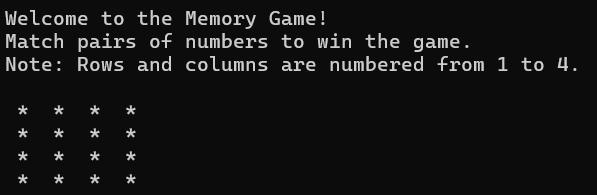 Welcome to the Memory Game!
Match pairs of numbers to win the game.
Note: Rows and columns are numbered from 1 to 4.

 *  *  *  *
 *  *  *  *
 *  *  *  *
 *  *  *  *